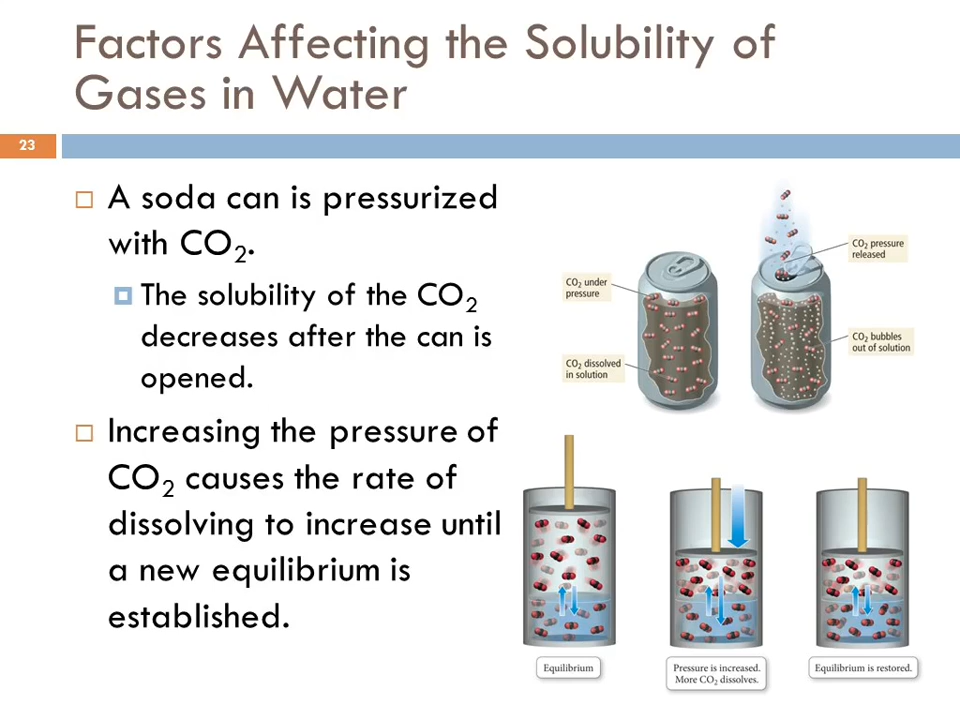 Factors Affecting the Solubility of
Gases in Water
23
A soda can is pressurized
with CO₂.
The solubility of the CO₂
decreases after the can is
opened.
Increasing the pressure of
CO₂ causes the rate of
dissolving to increase until
a new equilibrium is
established.
CO₂ under
pressure
CO₂ dissolved
in solution
CO₂ pressure
released
CO₂ bubbles
out of solution
Equilibrium
Pressure is increased.
More CO₂ dissolves.
Equilibrium is restored.